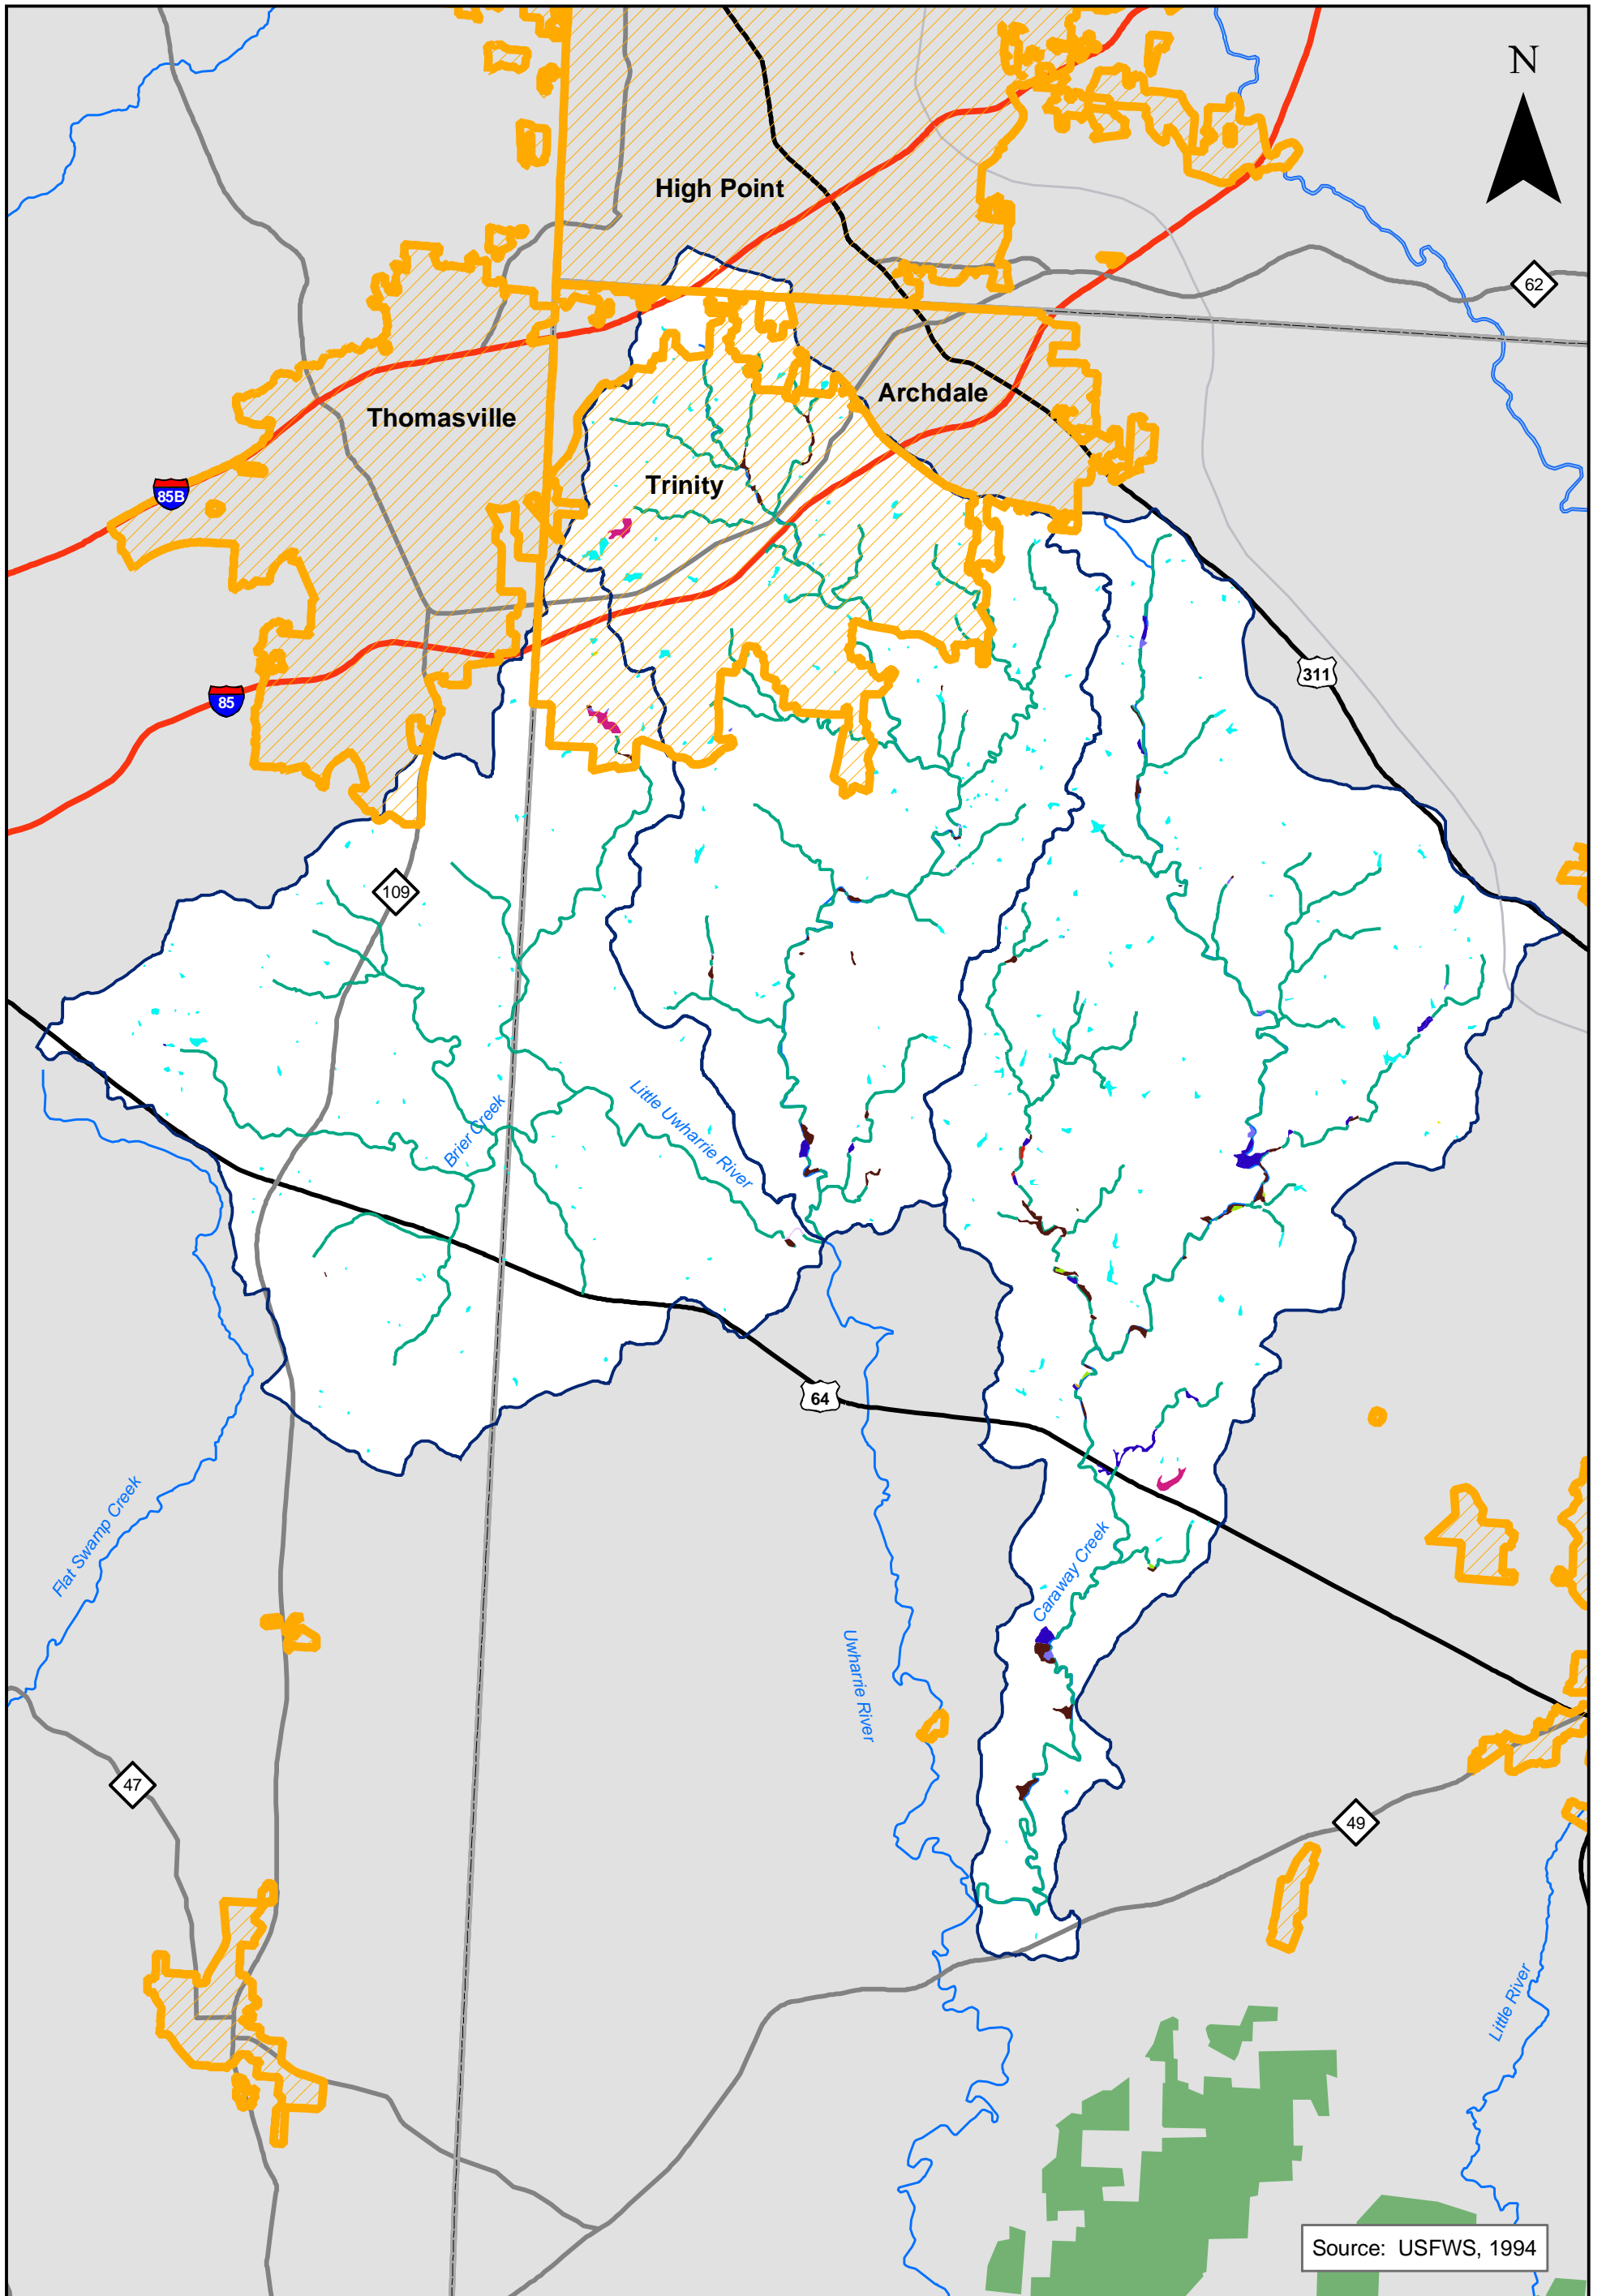 N
High Point
62
Archdale
Thomasville
Trinity
85B
311
85
109
Little Uwharrie River
Brier Creek
64
Flat Swamp Creek
Caraway Creek
Uwharrie River
47
49
Little River
Source: USFWS, 1994